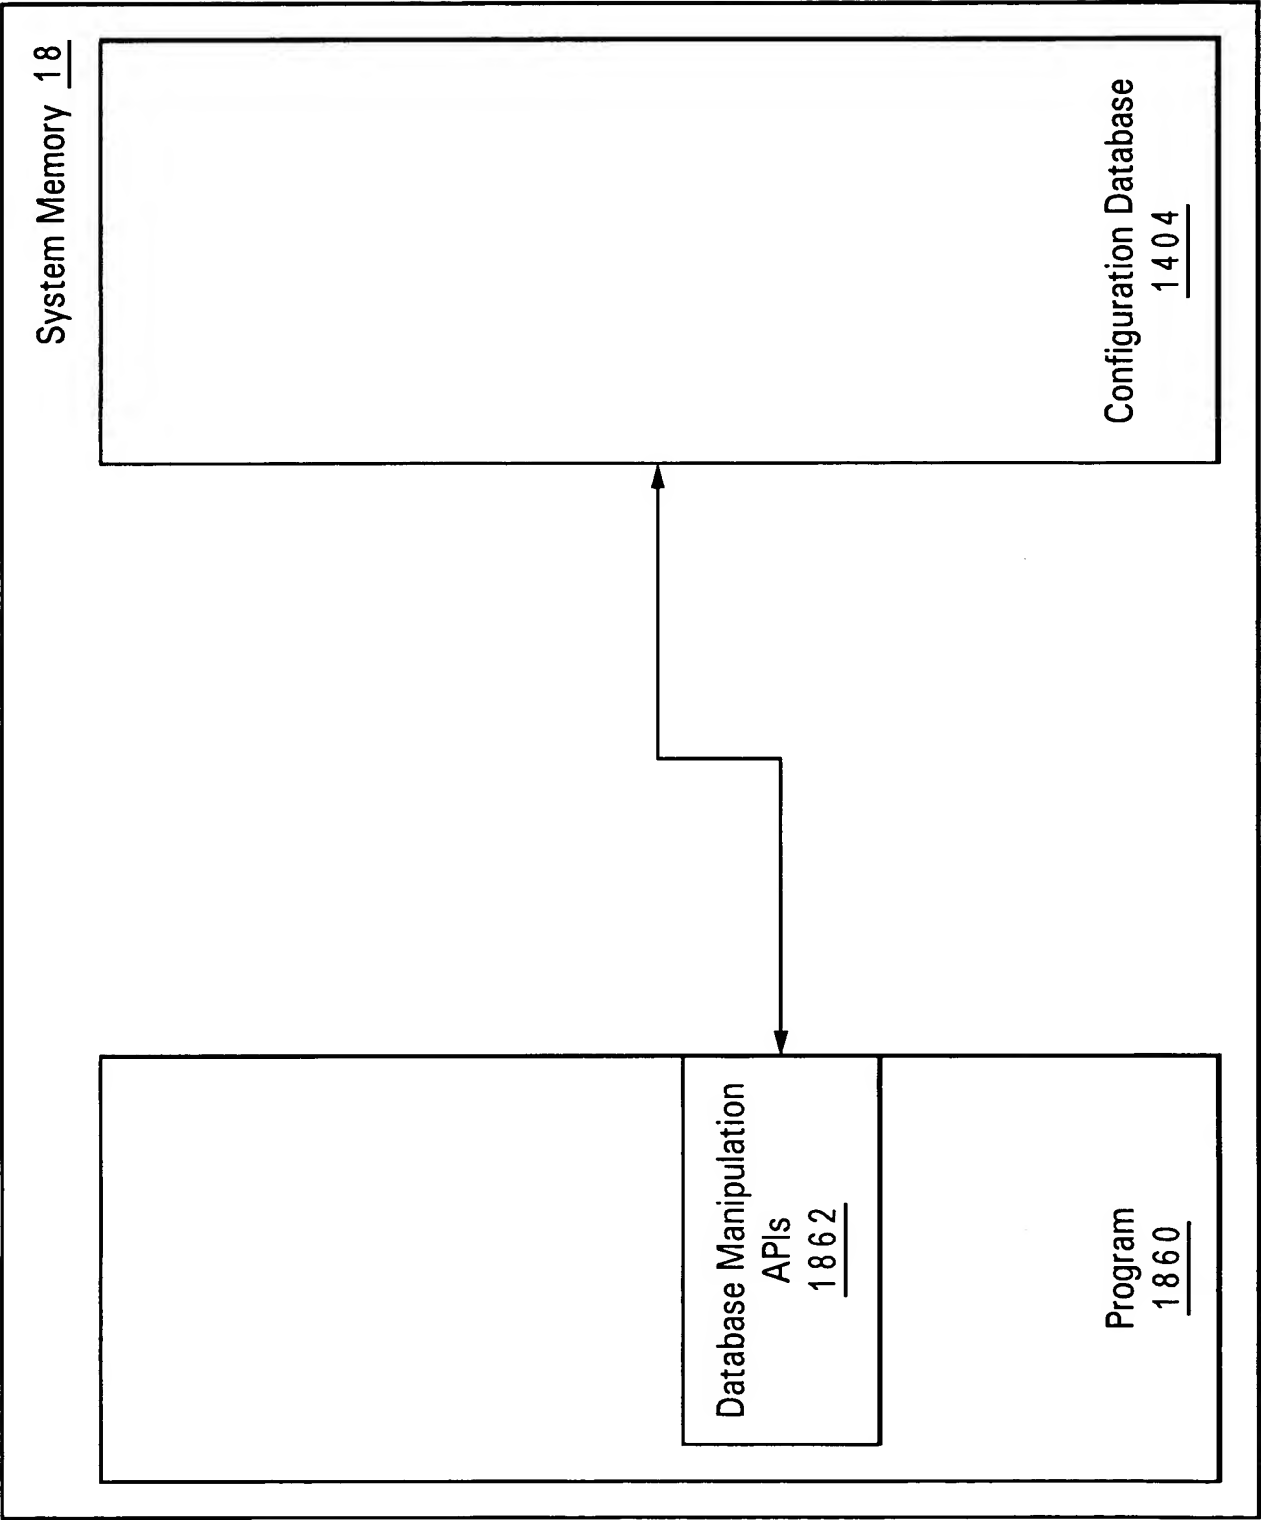 System Memory 18
Database Manipulation
APIs
1862
Program
1860
Configuration Database
1404